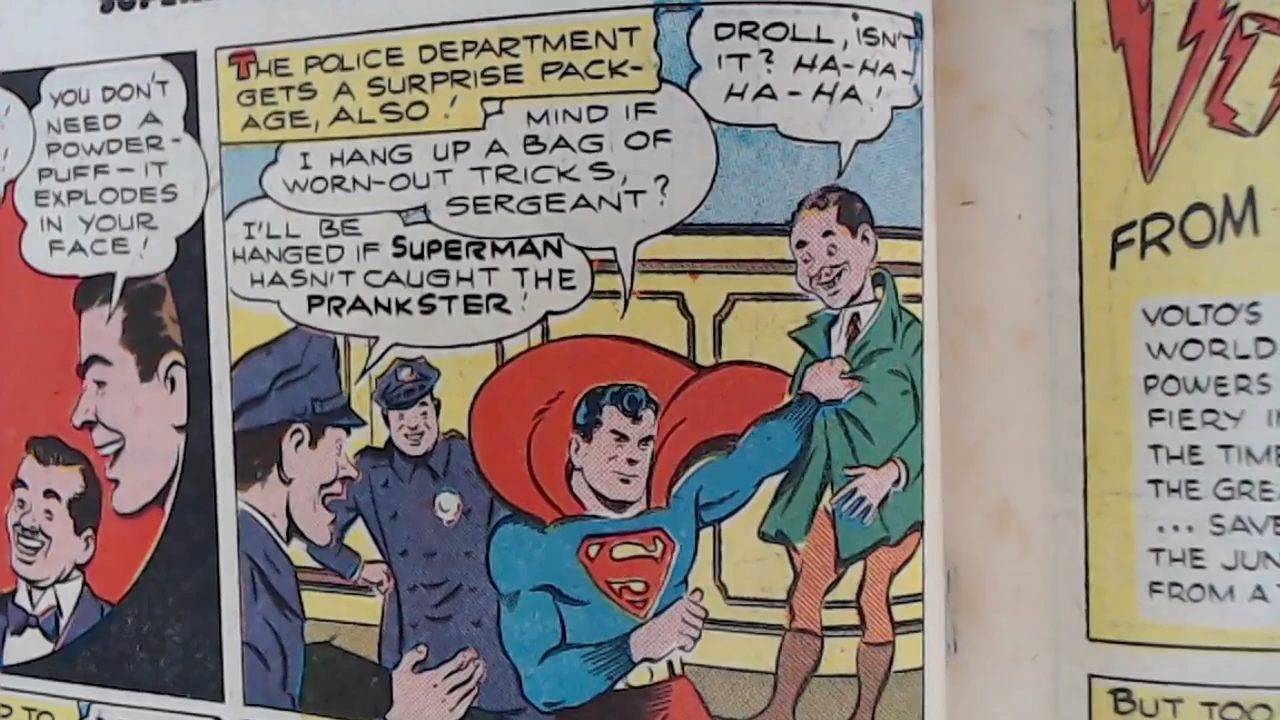 YOU DON'T
NEED A
POWDER-
PUFF—IT
EXPLODES
IN YOUR
FACE!
THE POLICE DEPARTMENT
GETS A SURPRISE PACK-
AGE, ALSO!
I'LL BE
HANGED IF SUPERMAN
HASN'T CAUGHT THE
PRANKSTER!
MIND IF
I HANG UP A BAG OF
WORN-OUT TRICKS,
SERGEANT?
DROLL, ISN'T
IT? HA-HA-
HA-HA!
S
FROM
VOLTO'S
WORLD
POWERS
FIERY
THE TIME
THE GRE
... SAVE
THE JUN
FROM A
BUT TOO